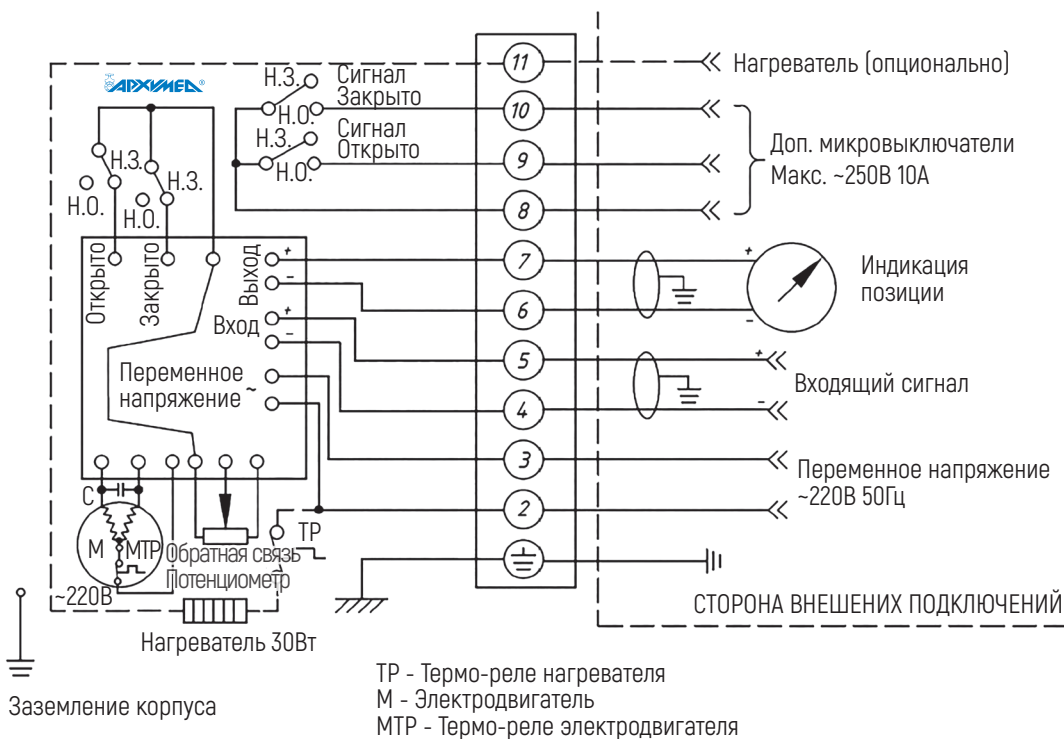 АРХИМЕД®
Н.З.
Сигнал
Закрыто
Н.О.
Н.З.
Сигнал
Открыто
Н.О.
Н.З.
Н.О.
Н.З.
Н.О.
11
10
9
8
7
6
5
4
3
2
Нагреватель (опционально)
Доп. микровыключатели
Макс. ~250В 10А
Индикация
позиции
+
-
Входящий сигнал
+
-
Переменное напряжение
~220В 50Гц
СТОРОНА ВНЕШЕНИХ ПОДКЛЮЧЕНИЙ
Открыто
Закрыто
Выход
+
-
Вход
+
-
Переменное
напряжение ~
С
М
МТР
~220В
Обратная связь
Потенциометр
ТР
Нагреватель 30Вт
Заземление корпуса
ТР - Термо-реле нагревателя
М - Электродвигатель
МТР - Термо-реле электродвигателя